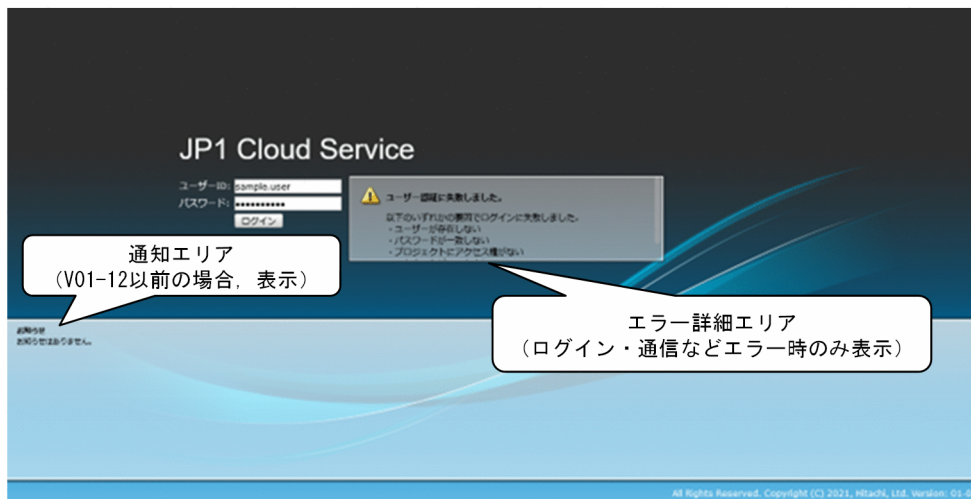 JP1 Cloud Service
ユーザーID: sample.user
パスワード: ●●●●●●●●●●
ログイン
ユーザー認証に失敗しました。
以下のいずれかの要因でログインに失敗しました。
・ユーザーが存在しない
・パスワードが一致しない
・プロジェクトにアクセス権がない
通知エリア
(V01-12以前の場合, 表示)
エラー詳細エリア
(ログイン・通信などエラー時のみ表示)
お知らせ
お知らせはありません。
All Rights Reserved. Copyright (C) 2021, Hitachi, Ltd. Version: 01-0